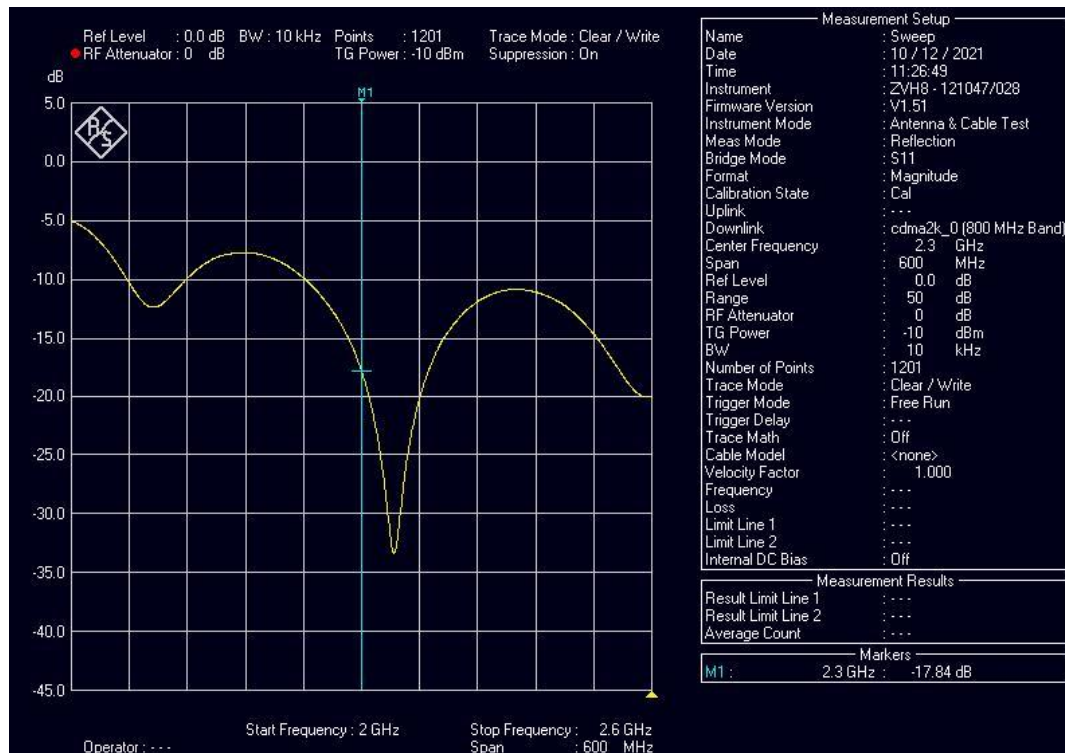 Ref Level : 0.0 dB BW : 10 kHz Points : 1201 Trace Mode : Clear / Write
RF Attenuator : 0 dB TG Power : -10 dBm Suppression : On
dB
M1
5.0
R/S
0.0
-5.0
-10.0
-15.0
-20.0
-25.0
-30.0
-35.0
-40.0
-45.0
Start Frequency : 2 GHz Stop Frequency : 2.6 GHz
Operator : - - - Span : 600 MHz
Measurement Setup
Name : Sweep
Date : 10 / 12 / 2021
Time : 11:26:49
Instrument : ZVH8 - 121047/028
Firmware Version : V1.51
Instrument Mode : Antenna & Cable Test
Meas Mode : Reflection
Bridge Mode : S11
Format : Magnitude
Calibration State : Cal
Uplink : - - -
Downlink : cdma2k_0 (800 MHz Band)
Center Frequency : 2.3 GHz
Span : 600 MHz
Ref Level : 0.0 dB
Range : 50 dB
RF Attenuator : 0 dB
TG Power : -10 dBm
BW : 10 kHz
Number of Points : 1201
Trace Mode : Clear / Write
Trigger Mode : Free Run
Trigger Delay : - - -
Trace Math : Off
Cable Model : <none>
Velocity Factor : 1.000
Frequency : - - -
Loss : - - -
Limit Line 1 : - - -
Limit Line 2 : - - -
Internal DC Bias : Off
Measurement Results
Result Limit Line 1 : - - -
Result Limit Line 2 : - - -
Average Count : - - -
Markers
M1 : 2.3 GHz : -17.84 dB